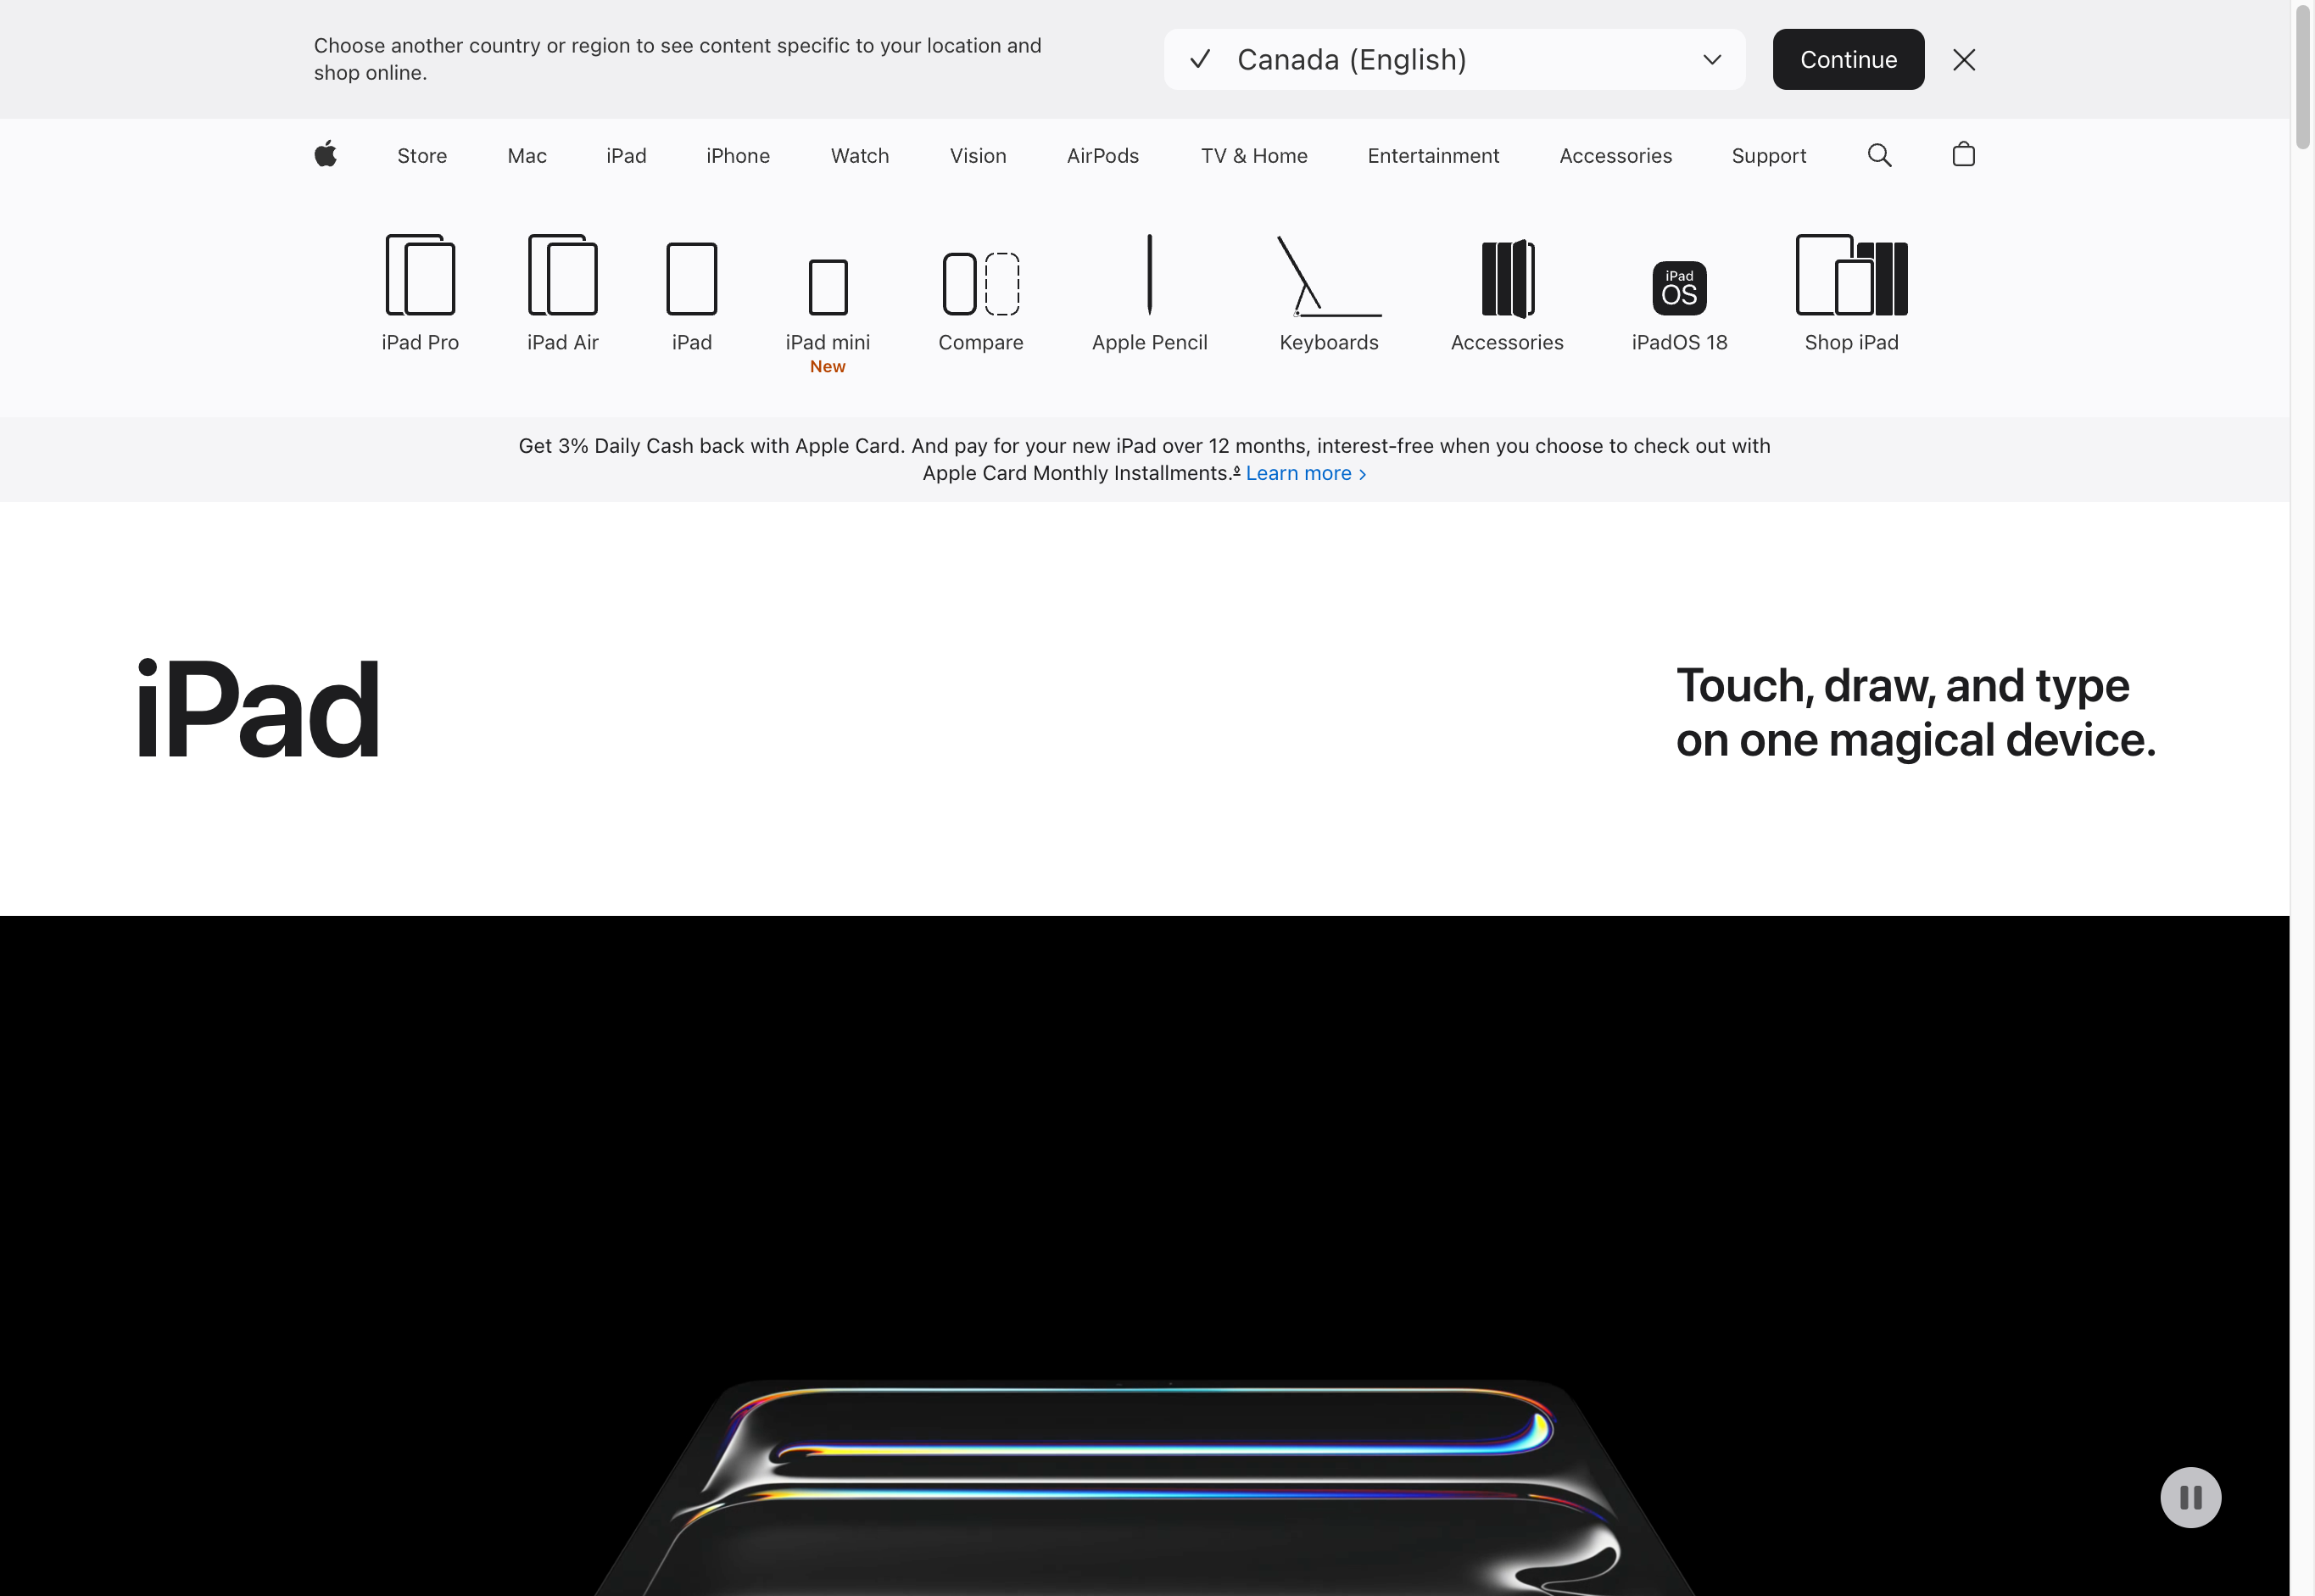 Choose another country or region to see content specific to your location and
shop online.
✓ Canada (English)
Continue
Store
Mac
iPad
iPhone
Watch
Vision
AirPods
TV & Home
Entertainment
Accessories
Support
iPad
OS
iPad Pro
iPad Air
iPad
iPad mini
New
Compare
Apple Pencil
Keyboards
Accessories
iPadOS 18
Shop iPad
Get 3% Daily Cash back with Apple Card. And pay for your new iPad over 12 months, interest-free when you choose to check out with
Apple Card Monthly Installments.◊ Learn more >
iPad
Touch, draw, and type
on one magical device.